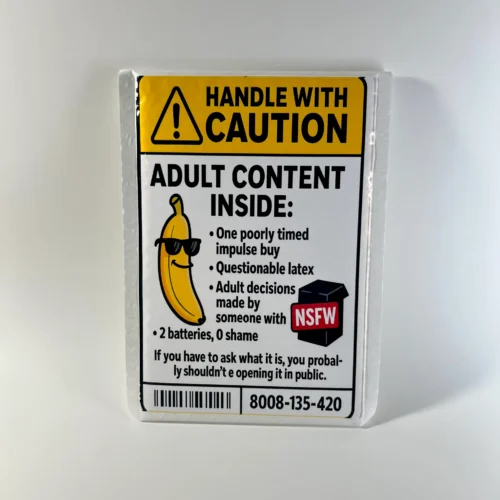 HANDLE WITH
CAUTION
ADULT CONTENT
INSIDE:
• One poorly timed
impulse buy
• Questionable latex
• Adult decisions
made by
someone with
NSFW
• 2 batteries, 0 shame
If you have to ask what it is, you probal-
ly shouldn't e opening it in public.
8008-135-420